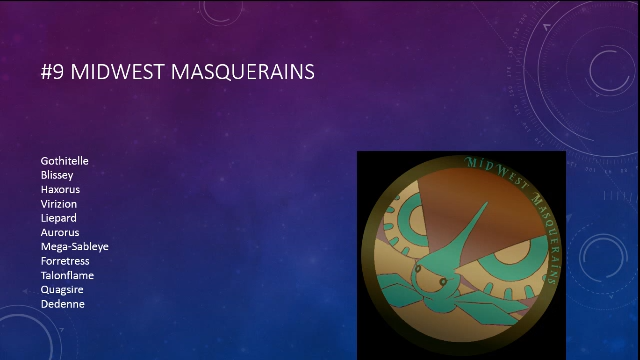 #9 MIDWEST MASQUERAINS
Gothitelle
Blissey
Haxorus
Virizion
Liepard
Aurorus
Mega-Sableye
Forretress
Talonflame
Quagsire
Dedenne
MIDWEST MASQUERAINS